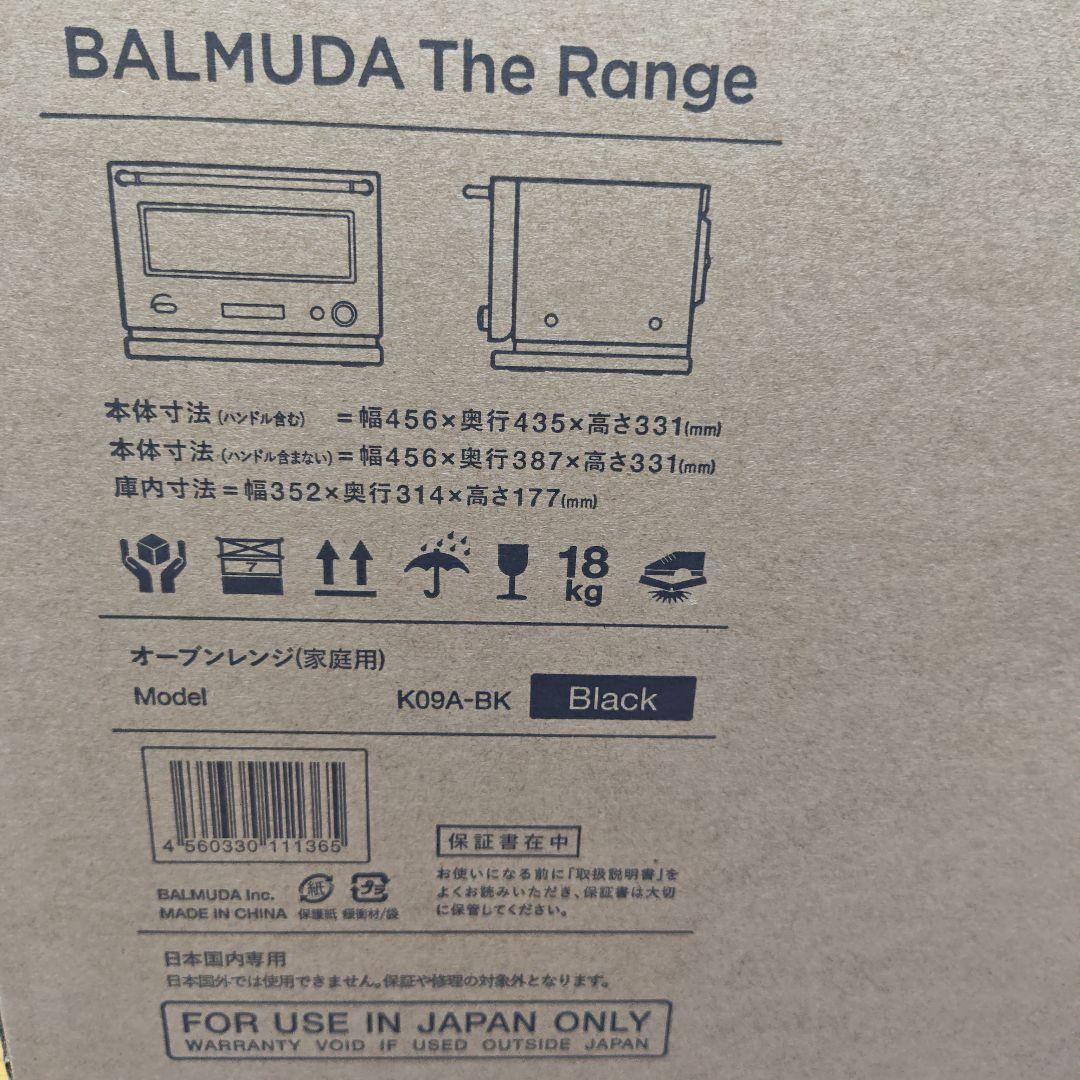 BALMUDA The Range
本体寸法(ハンドル含む) =幅456×奥行435×高さ331(mm)
本体寸法(ハンドル含まない)=幅456×奥行387×高さ331(mm)
庫内寸法=幅352×奥行314×高さ177(mm)
7
18
kg
オーブンレンジ(家庭用)
Model K09A-BK Black
4 560330 111365
保証書在中
お使いになる前に「取扱説明書」を
よくお読みいただき、保証書は大切
に保管してください。
紙 プラ
BALMUDA Inc.
MADE IN CHINA 保護紙 緩衝材/袋
日本国内専用
日本国外では使用できません。保証や修理の対象外となります。
FOR USE IN JAPAN ONLY
WARRANTY VOID IF USED OUTSIDE JAPAN